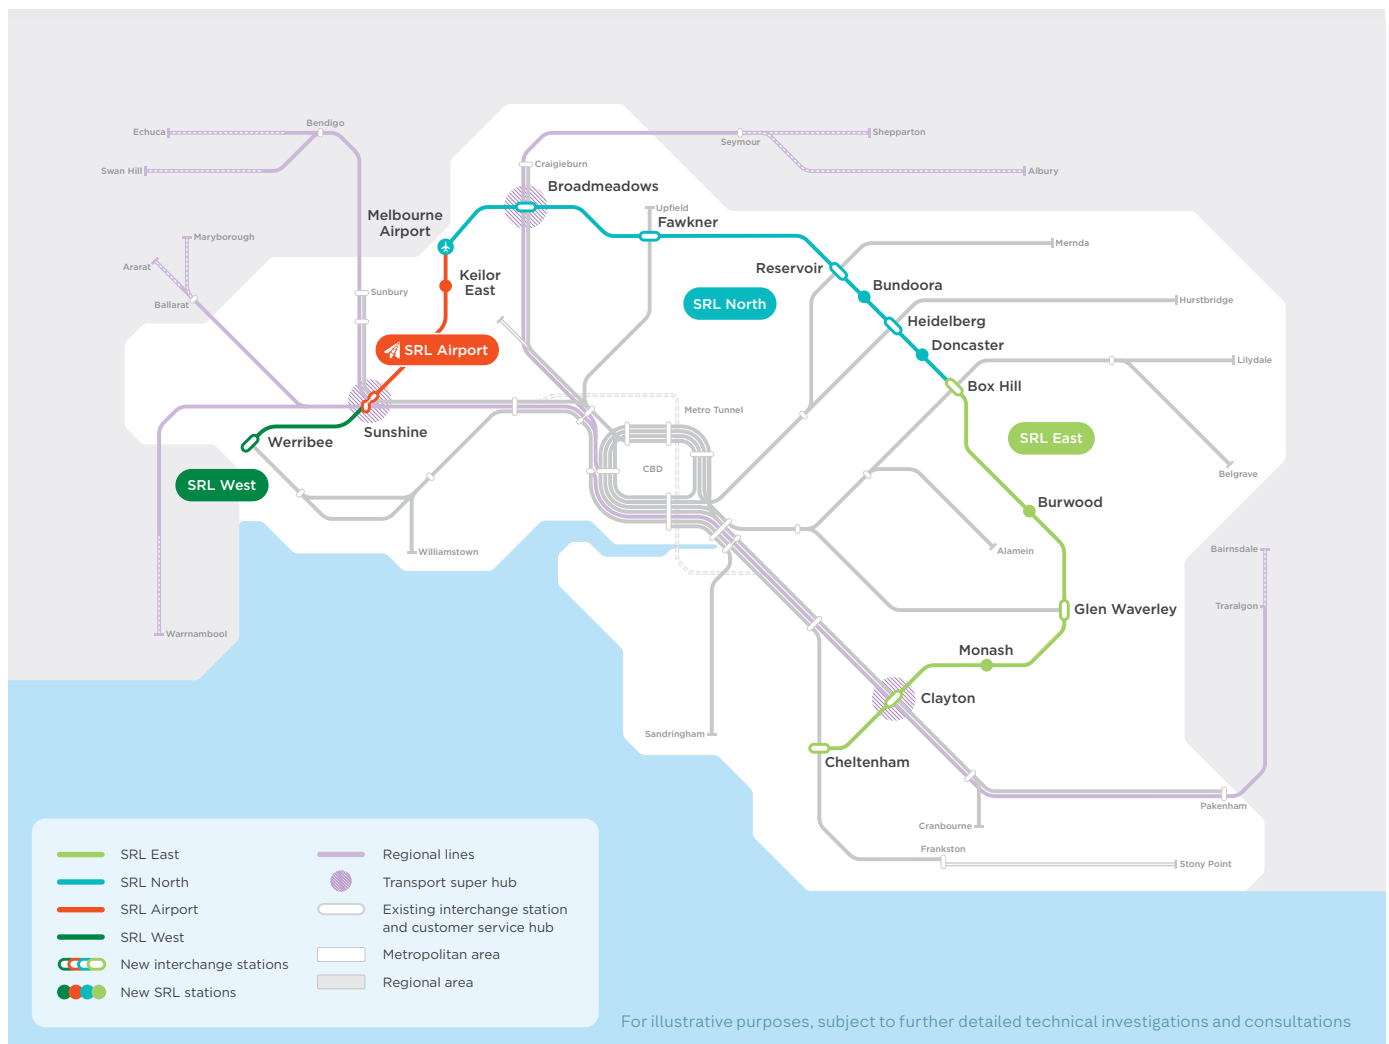 Bendigo
Echuca
Shepparton
Seymour
Craigieburn
Swan Hill
Albury
Broadmeadows
Melbourne
Airport
Upfield
Fawkner
Maryborough
Mernda
Ararat
Reservoir
Keilor
East
Bundoora
Sunbury
Ballarat
SRL North
Hurstbridge
Heidelberg
Doncaster
SRL Airport
Lilydale
Box Hill
Metro Tunnel
Sunshine
Werribee
SRL East
CBD
Belgrave
SRL West
Burwood
Williamstown
Alamein
Bairnsdale
Traralgon
Glen Waverley
Warrnambool
Monash
Clayton
Sandringham
Cheltenham
Pakenham
Cranbourne
Frankston
Stony Point
SRL East
SRL North
SRL Airport
SRL West
New interchange stations
New SRL stations
Regional lines
Transport super hub
Existing interchange station
and customer service hub
Metropolitan area
Regional area
For illustrative purposes, subject to further detailed technical investigations and consultations